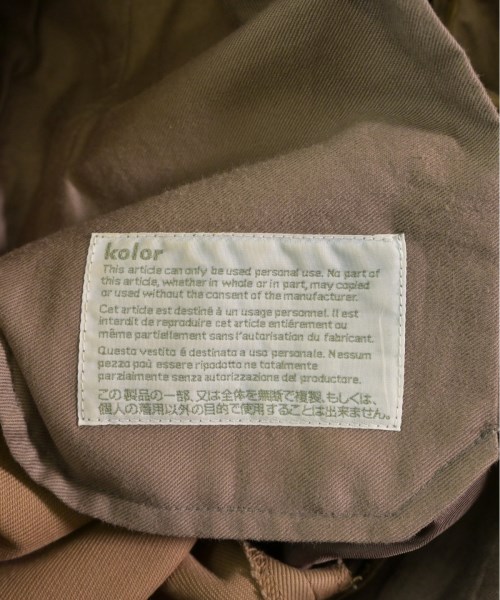 kolor
This article can only be used personal use. No part of
this article, whether in whole or in part, may copied
or used without the consent of the manufacturer.
Cet article est destiné à un usage personnel. Il est
interdit de reproduire cet article entiérement ou
même partiellement sans l'autorisation du fabricant.
Questo vestito é destinato a uso personale. Nessun
pezzo può essere ripodotto ne totalmente
parzialmente senza autorizzazione del produttore.
この製品の一部、又は全体を無断で複製、もしくは、
個人の着用以外の目的で使用することは出来ません。